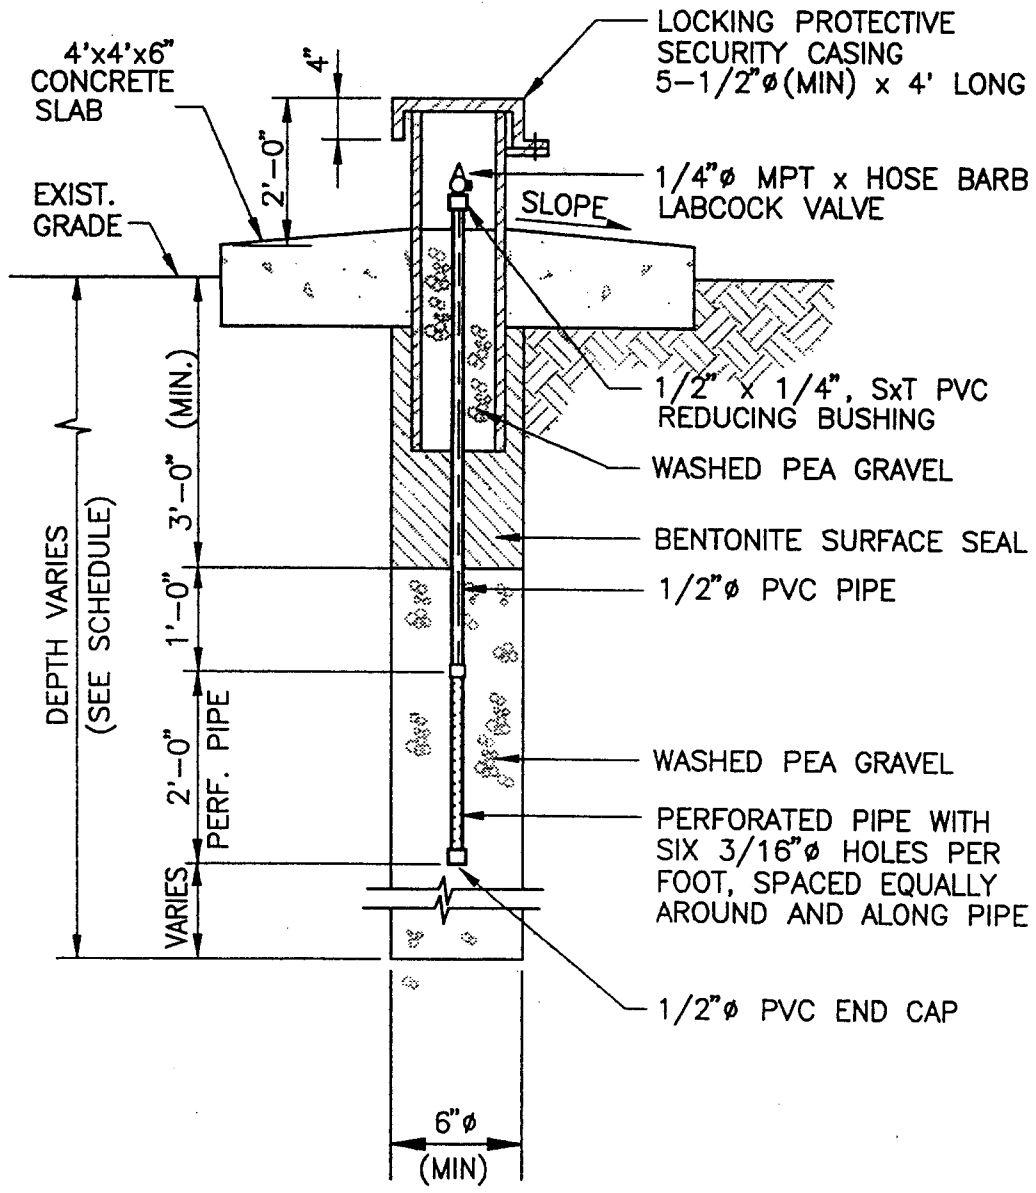 4'x4'x6"
CONCRETE
SLAB
EXIST.
GRADE
4"
2'-0"
LOCKING PROTECTIVE
SECURITY CASING
5-1/2"ø(MIN) x 4' LONG
1/4"ø MPT x HOSE BARB
LABCOCK VALVE
SLOPE
1/2" x 1/4", SxT PVC
REDUCING BUSHING
WASHED PEA GRAVEL
BENTONITE SURFACE SEAL
1/2"ø PVC PIPE
WASHED PEA GRAVEL
PERFORATED PIPE WITH
SIX 3/16"ø HOLES PER
FOOT, SPACED EQUALLY
AROUND AND ALONG PIPE
1/2"ø PVC END CAP
DEPTH VARIES
(SEE SCHEDULE)
3'-0" (MIN.)
1'-0"
2'-0"
PERF. PIPE
VARIES
6"ø
(MIN)